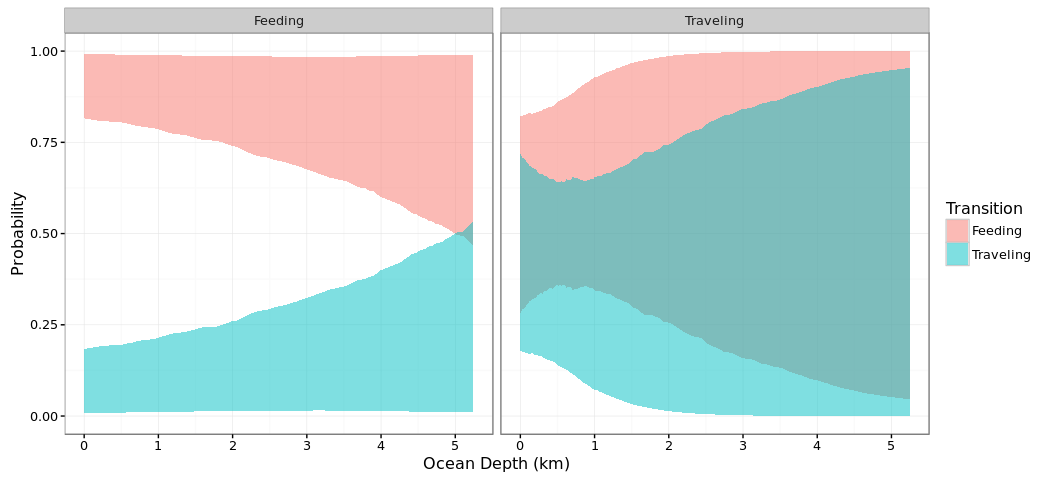 Feeding
Traveling
1.00
0.75
0.50
0.25
0.00
Probability
0 1 2 3 4 5
0 1 2 3 4 5
Ocean Depth (km)
Transition
Feeding
Traveling